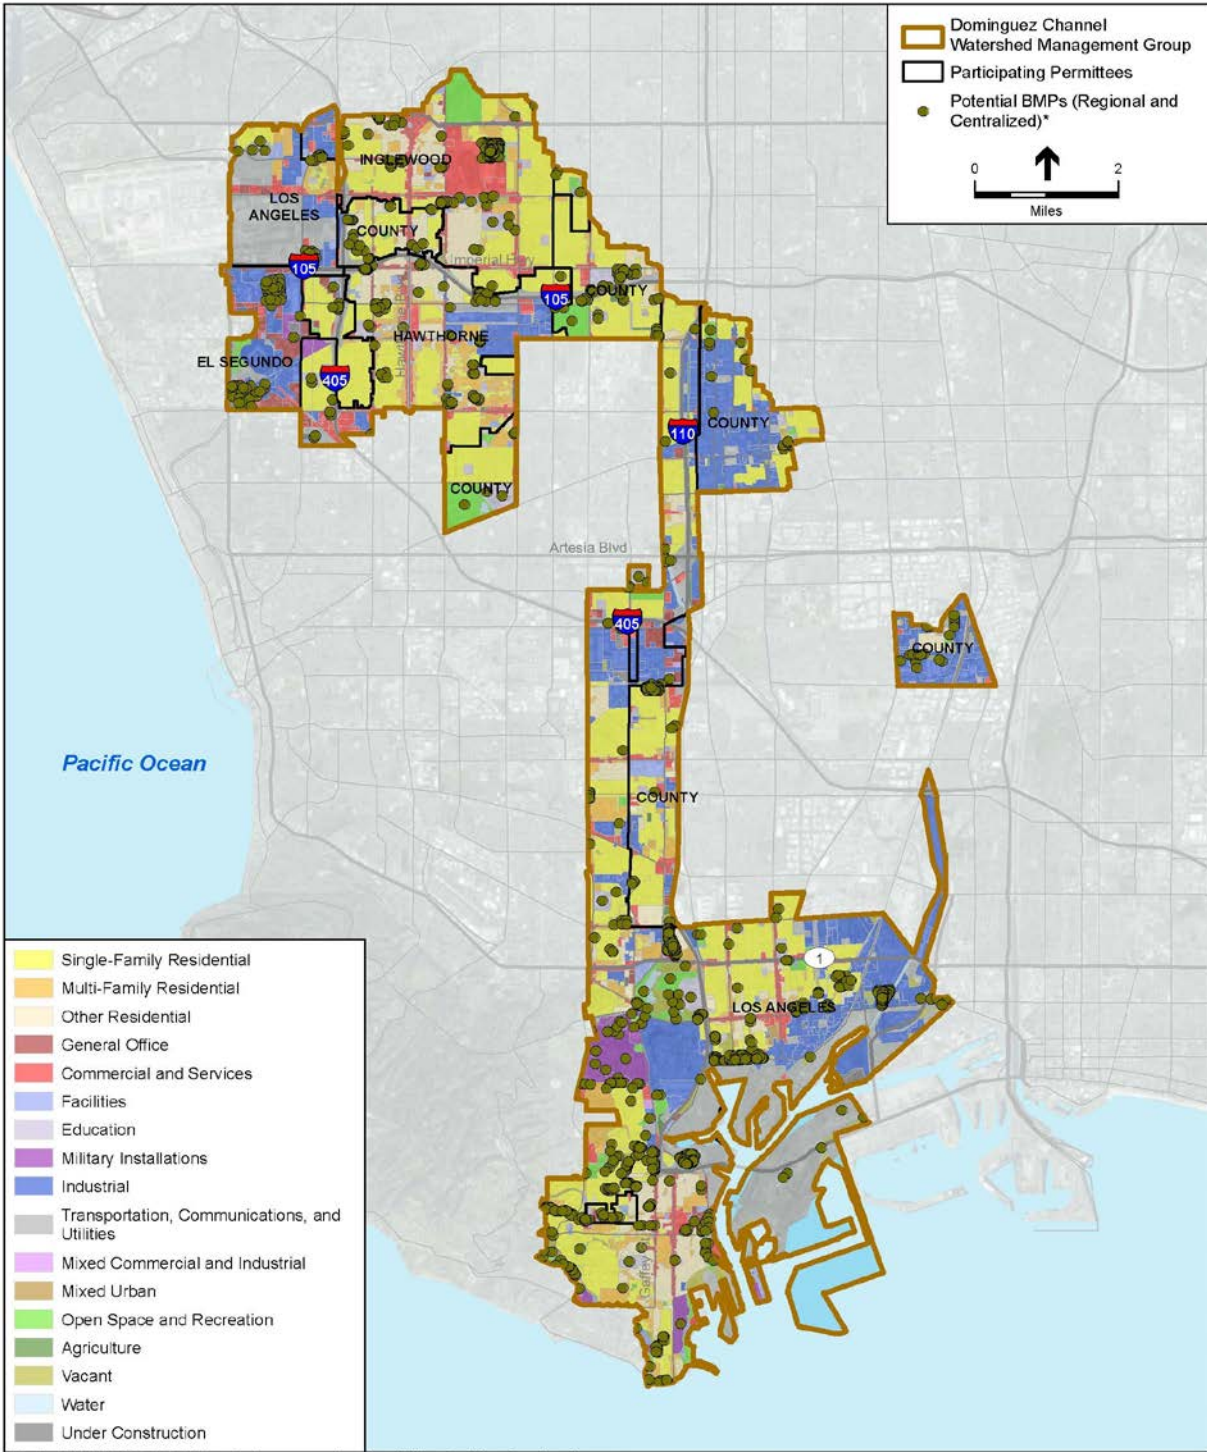 Dominguez Channel
Watershed Management Group
Participating Permittees
Potential BMPs (Regional and
Centralized)*
0 2
Miles
INGLEWOOD
LOS
ANGELES
COUNTY
Imperial Hwy
105
COUNTY
105
HAWTHORNE
EL SEGUNDO
405
COUNTY
110
COUNTY
Artesia Blvd
405
COUNTY
Pacific Ocean
COUNTY
1
LOS ANGELES
Gaffey
Single-Family Residential
Multi-Family Residential
Other Residential
General Office
Commercial and Services
Facilities
Education
Military Installations
Industrial
Transportation, Communications, and
Utilities
Mixed Commercial and Industrial
Mixed Urban
Open Space and Recreation
Agriculture
Vacant
Water
Under Construction